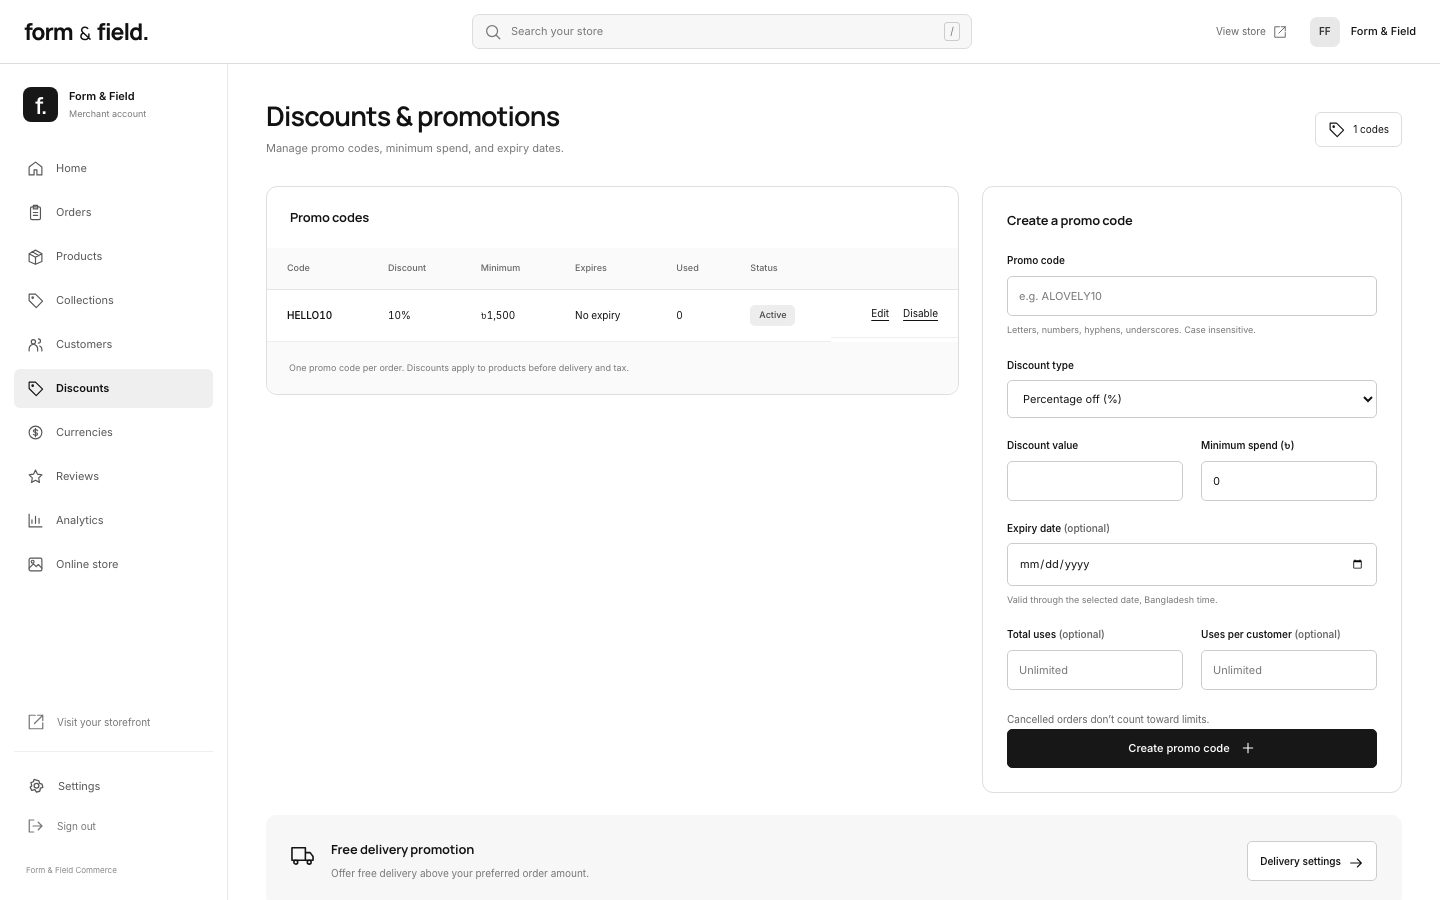 form & field.
Search your store
/
View store
FF
Form & Field
f.
Form & Field
Merchant account
Home
Orders
Products
Collections
Customers
Discounts
Currencies
Reviews
Analytics
Online store
Visit your storefront
Settings
Sign out
Form & Field Commerce
Discounts & promotions
Manage promo codes, minimum spend, and expiry dates.
1 codes
Promo codes
Code Discount Minimum Expires Used Status
HELLO10 10% ৳1,500 No expiry 0 Active Edit Disable
One promo code per order. Discounts apply to products before delivery and tax.
Create a promo code
Promo code
e.g. ALOVELY10
Letters, numbers, hyphens, underscores. Case insensitive.
Discount type
Percentage off (%)
Discount value Minimum spend (৳)
0
Expiry date (optional)
mm/dd/yyyy
Valid through the selected date, Bangladesh time.
Total uses (optional) Uses per customer (optional)
Unlimited Unlimited
Cancelled orders don’t count toward limits.
Create promo code +
Free delivery promotion
Offer free delivery above your preferred order amount.
Delivery settings →